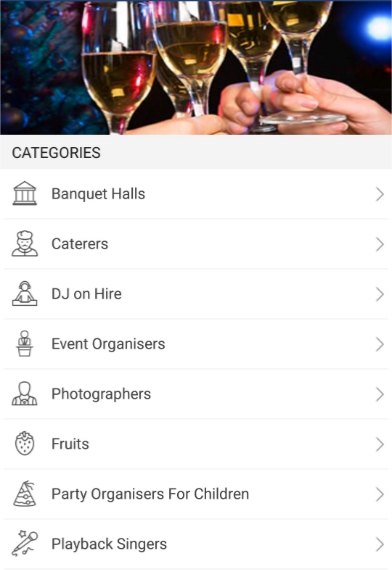 CATEGORIES
Banquet Halls
Caterers
DJ on Hire
Event Organisers
Photographers
Fruits
Party Organisers For Children
Playback Singers